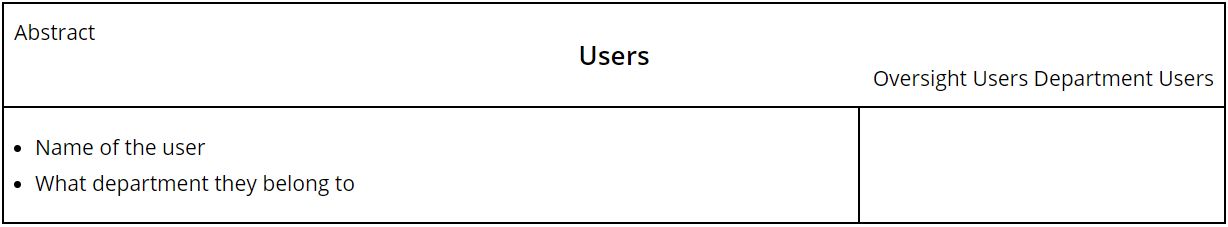 Abstract
Users
Oversight Users Department Users
Name of the user
What department they belong to